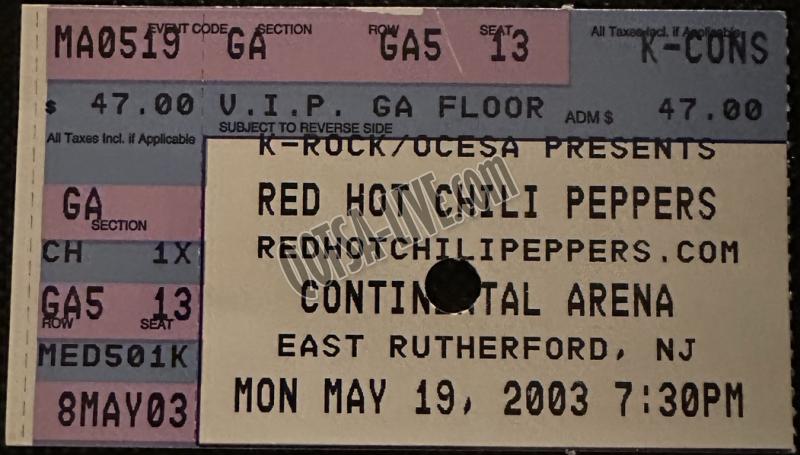 EVENT CODE SECTION ROW SEAT All Taxes Incl. if Applicable
MA0519 GA GA5 13 K-CONS
$ 47.00 V.I.P. GA FLOOR ADM $ 47.00
All Taxes Incl. if Applicable
SUBJECT TO REVERSE SIDE
K-ROCK/OCESA PRESENTS
GA
SECTION
RED HOT CHILI PEPPERS
CH 1X
REDHOTCHILIPEPPERS.COM
GA5 13
ROW SEAT
CONTINENTAL ARENA
MED501K
EAST RUTHERFORD, NJ
8MAY03
MON MAY 19, 2003 7:30PM
QOTSA-LIVE.com